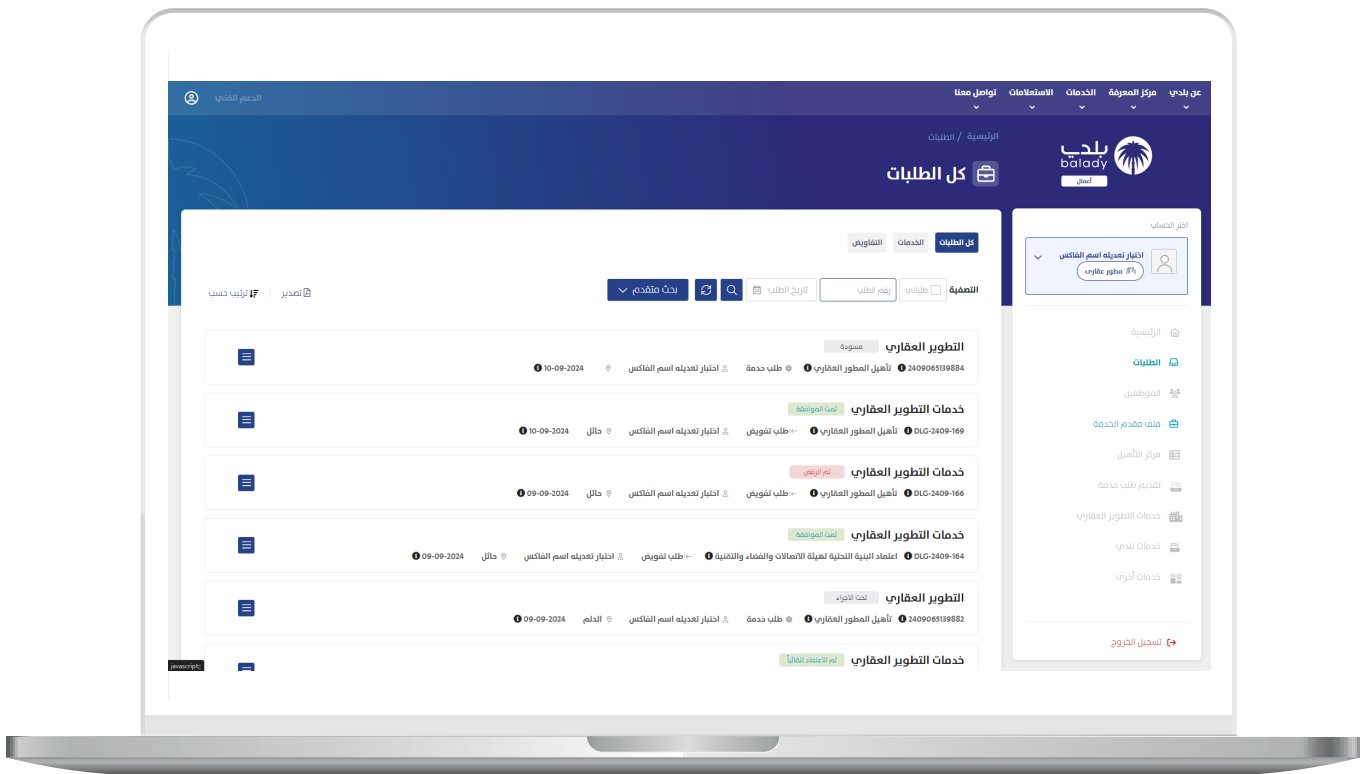 عن بلدي مركز المعرفة الخدمات الاستعلامات تواصل معنا
الدعم الفني
بلدي
balady
أعمال
الرئيسية / الطلبات
كل الطلبات
اختر الحساب:
اختبار تعديله اسم الفاكس
مطور عقاري
الرئيسية
الطلبات
الموظفين
ملف مقدم الخدمة
مركز التأهيل
تقديم طلب خدمة
خدمات التطوير العقاري
خدمات بلدي
خدمات أخرى
تسجيل الخروج
كل الطلبات الخدمات التفاويض
التصفية طلباتي رقم الطلب تاريخ الطلب بحث متقدم تصدير ترتيب حسب
التطوير العقاري مسودة
2409065139884 تأهيل المطور العقاري طلب خدمة اختبار تعديله اسم الفاكس 10-09-2024
خدمات التطوير العقاري تمت الموافقة
DLG-2409-169 تأهيل المطور العقاري طلب تفويض اختبار تعديله اسم الفاكس حائل 10-09-2024
خدمات التطوير العقاري تم الرفض
DLG-2409-166 تأهيل المطور العقاري طلب تفويض اختبار تعديله اسم الفاكس حائل 09-09-2024
خدمات التطوير العقاري تمت الموافقة
DLG-2409-164 اعتماد البنية التحتية لهيئة الاتصالات والفضاء والتقنية طلب تفويض اختبار تعديله اسم الفاكس حائل 09-09-2024
التطوير العقاري تحت الاجراء
2409065139882 تأهيل المطور العقاري طلب خدمة اختبار تعديله اسم الفاكس الدلم 09-09-2024
خدمات التطوير العقاري تم الاعتماد تلقائياً
javascript:;